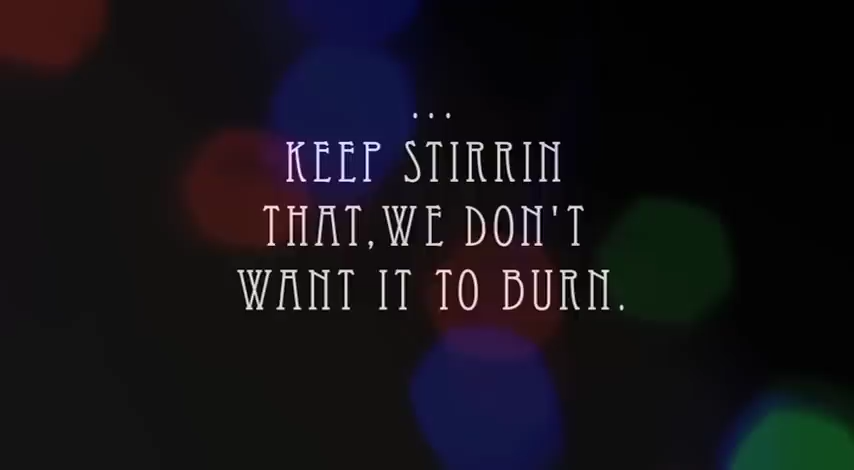 ...
KEEP STIRRIN
THAT,WE DON'T
WANT IT TO BURN.